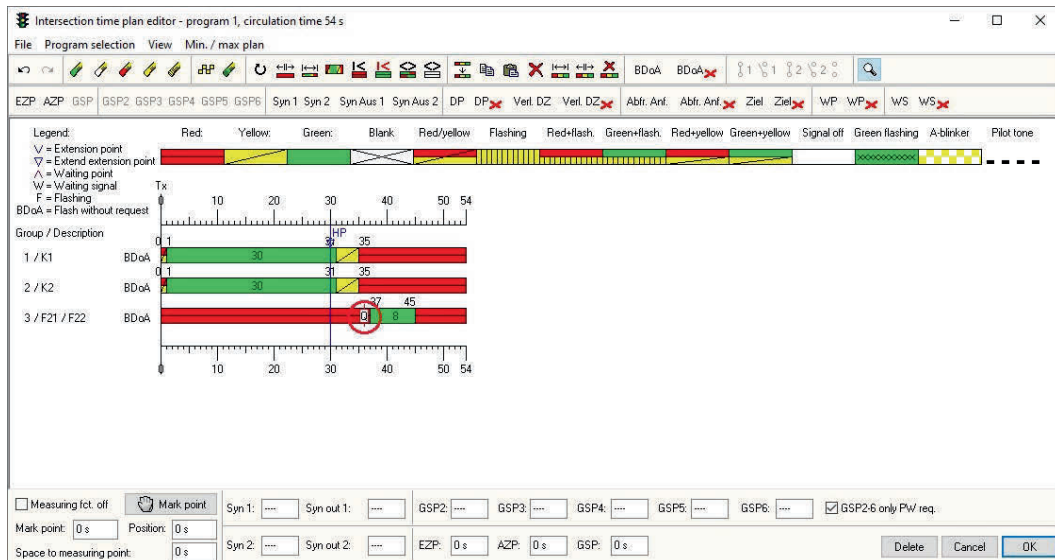 Intersection time plan editor - program 1, circulation time 54 s
File Program selection View Min. / max plan
BDoA BDoA 1 1 2 2
EZP AZP GSP GSP2 GSP3 GSP4 GSP5 GSP6 Syn 1 Syn 2 Syn Aus 1 Syn Aus 2 DP DP Verl. DZ Verl. DZ Abfr. Anf. Abfr. Anf. Ziel Ziel WP WP WS WS
Legend: Red: Yellow: Green: Blank Red/yellow Flashing Red+flash. Green+flash. Red+yellow Green+yellow Signal off Green flashing A-blinker Pilot tone
V = Extension point
∇ = Extend extension point
Λ = Waiting point
W = Waiting signal
F = Flashing
BDoA = Flash without request
Tx
0 10 20 30 40 50 54
Group / Description
HP
0 1 31 35
1 / K1 BDoA 30
0 1 31 35
2 / K2 BDoA 30
37 45
3 / F21 / F22 BDoA Q 8
0 10 20 30 40 50 54
Measuring fct. off Mark point Syn 1: ---- Syn out 1: ---- GSP2: ---- GSP3: ---- GSP4: ---- GSP5: ---- GSP6: ---- GSP2-6 only PW req.
Mark point: 0 s Position: 0 s
Space to measuring point: 0 s Syn 2: ---- Syn out 2: ---- EZP: 0 s AZP: 0 s GSP: 0 s Delete Cancel OK